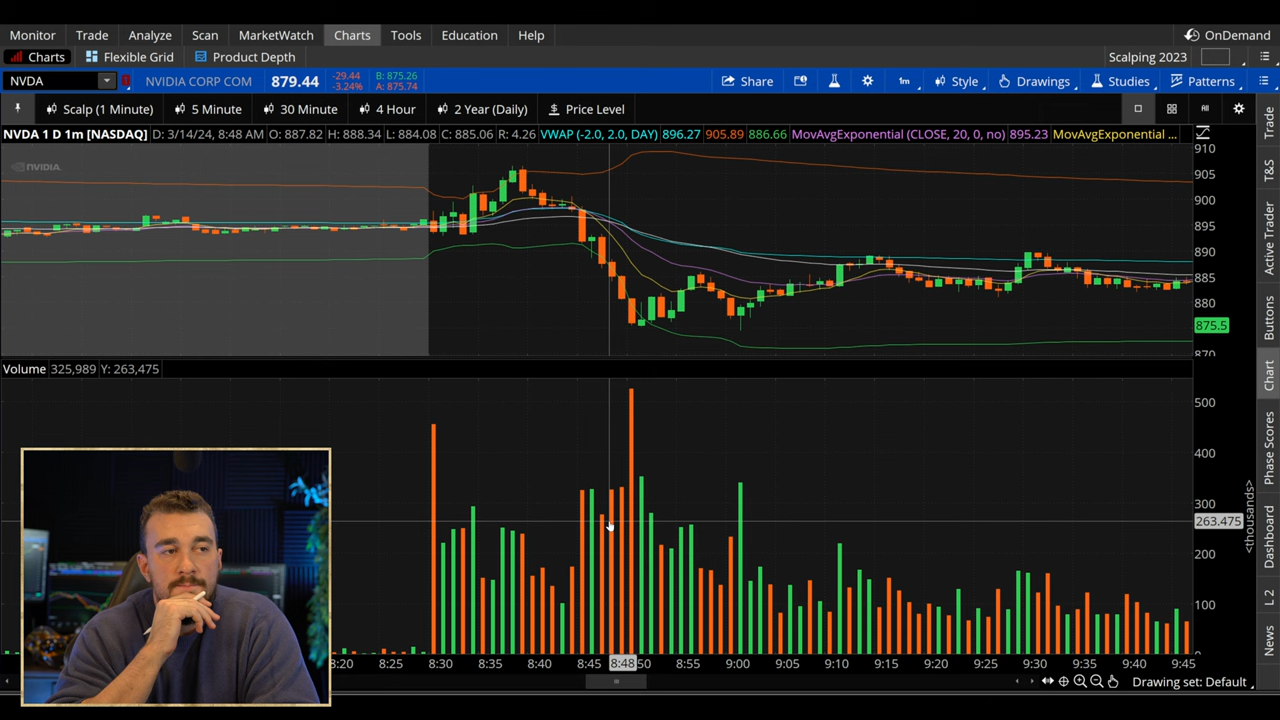 Monitor Trade Analyze Scan MarketWatch Charts Tools Education Help OnDemand
Charts Flexible Grid Product Depth Scalping 2023
NVDA NVIDIA CORP COM 879.44 -29.44 -3.24% B: 875.26 A: 875.74 Share 1m Style Drawings Studies Patterns
Scalp (1 Minute) 5 Minute 30 Minute 4 Hour 2 Year (Daily) Price Level
NVDA 1 D 1m [NASDAQ] D: 3/14/24, 8:48 AM O: 887.82 H: 888.34 L: 884.08 C: 885.06 R: 4.26 VWAP (-2.0, 2.0, DAY) 896.27 905.89 886.66 MovAvgExponential (CLOSE, 20, 0, no) 895.23 MovAvgExponential ...
NVIDIA.
910
905
900
895
890
885
880
875.5
870
Volume 325,989 Y: 263,475
500
400
300
263.475
200
100
<thousands>
8:20 8:25 8:30 8:35 8:40 8:45 8:48 50 8:55 9:00 9:05 9:10 9:15 9:20 9:25 9:30 9:35 9:40 9:45
Drawing set: Default
Trade
T&S
Active Trader
Buttons
Chart
Phase Scores
Dashboard
L 2
News